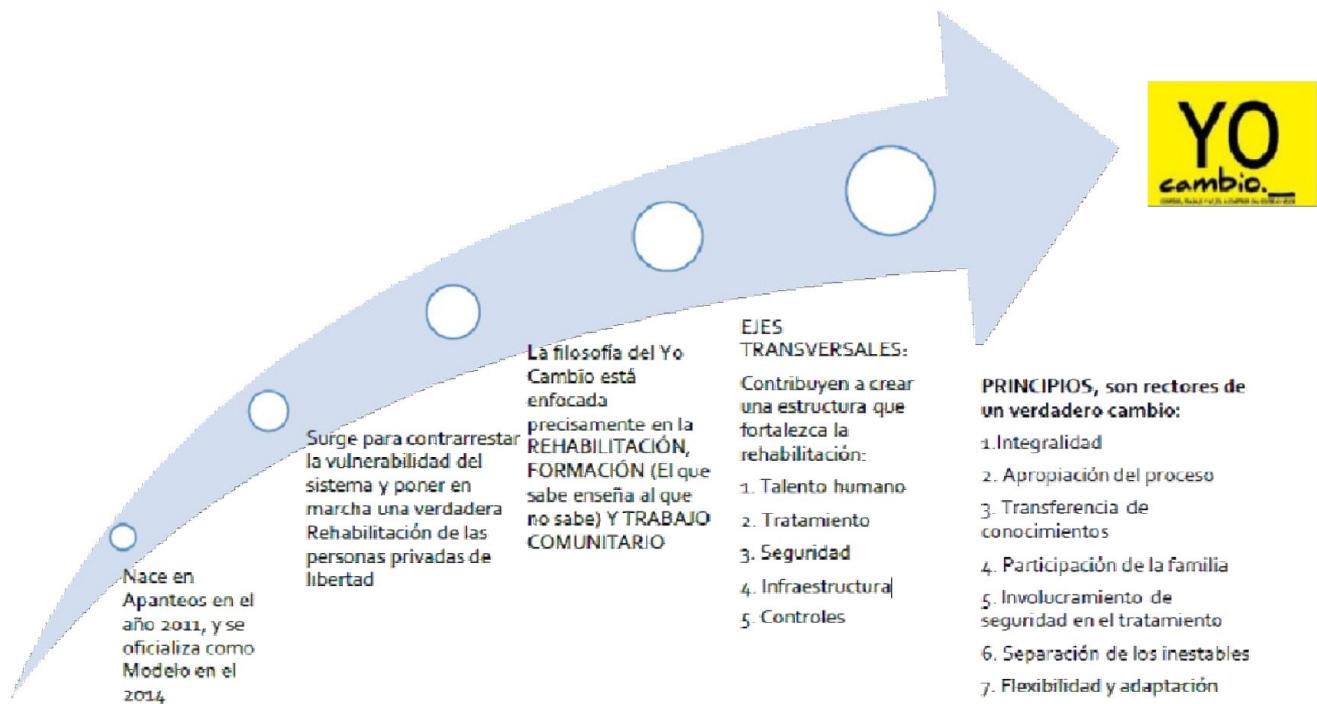 YO
cambio.
Nace en
Apanteos en el
año 2011, y se
oficializa como
Modelo en el
2014
Surge para contrarrestar
la vulnerabilidad del
sistema y poner en
marcha una verdadera
Rehabilitación de las
personas privadas de
libertad
La filosofía del Yo
Cambio está
enfocada
precisamente en la
REHABILITACIÓN,
FORMACIÓN (El que
sabe enseña al que
no sabe) Y TRABAJO
COMUNITARIO
EJES
TRANSVERSALES:
Contribuyen a crear
una estructura que
fortalezca la
rehabilitación:
1. Talento humano
2. Tratamiento
3. Seguridad
4. Infraestructura
5. Controles
PRINCIPIOS, son rectores de
un verdadero cambio:
1.Integralidad
2. Apropiación del proceso
3. Transferencia de
conocimientos
4. Participación de la familia
5. Involucramiento de
seguridad en el tratamiento
6. Separación de los inestables
7. Flexibilidad y adaptación